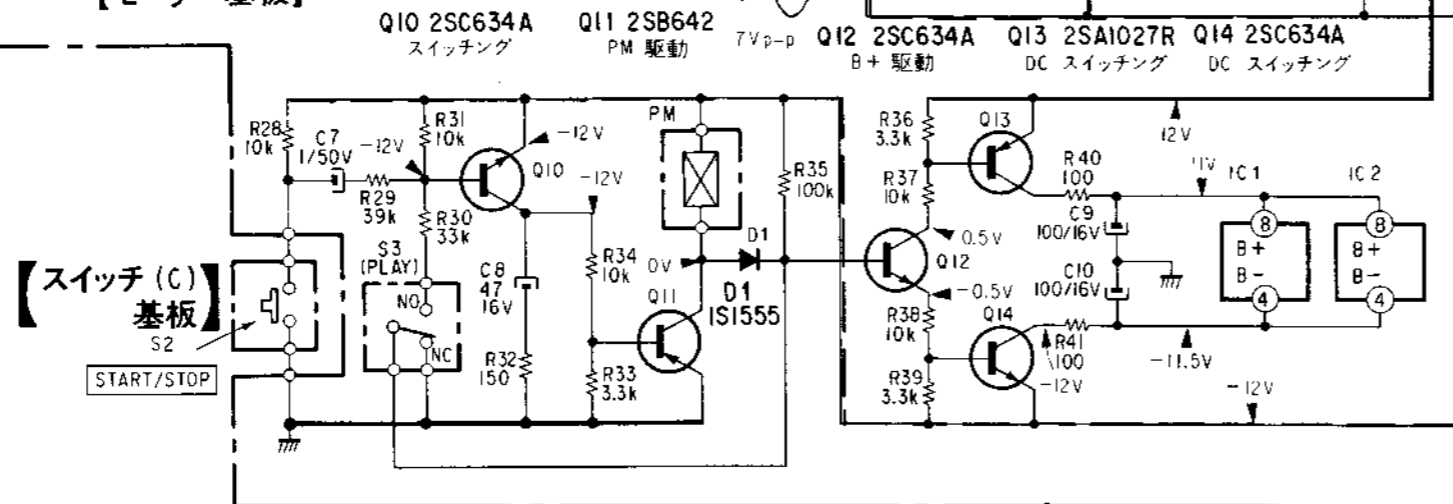 Q10 2SC634A
スイッチング
Q11 2SB642
PM 駆動
7Vp-p
Q12 2SC634A
B+ 駆動
Q13 2SA1027R
DC スイッチング
Q14 2SC634A
DC スイッチング
R28
10k
C7
1/50V
-12V
R31
10k
R29
39k
R30
33k
-12V
Q10
-12V
S3
(PLAY)
NO
NC
C8
47
16V
R32
150
R34
10k
R33
3.3k
PM
0V
Q11
D1
D1
1S1555
R35
100k
R36
3.3k
R37
10k
Q13
12V
0.5V
Q12
-0.5V
R38
10k
Q14
R39
3.3k
R40
100
C9
100/16V
C10
100/16V
R41
100
-12V
11V
-11.5V
-12V
IC1
8
B+
B-
4
IC2
8
B+
B-
4
【スイッチ(C)
基板】
S2
START/STOP